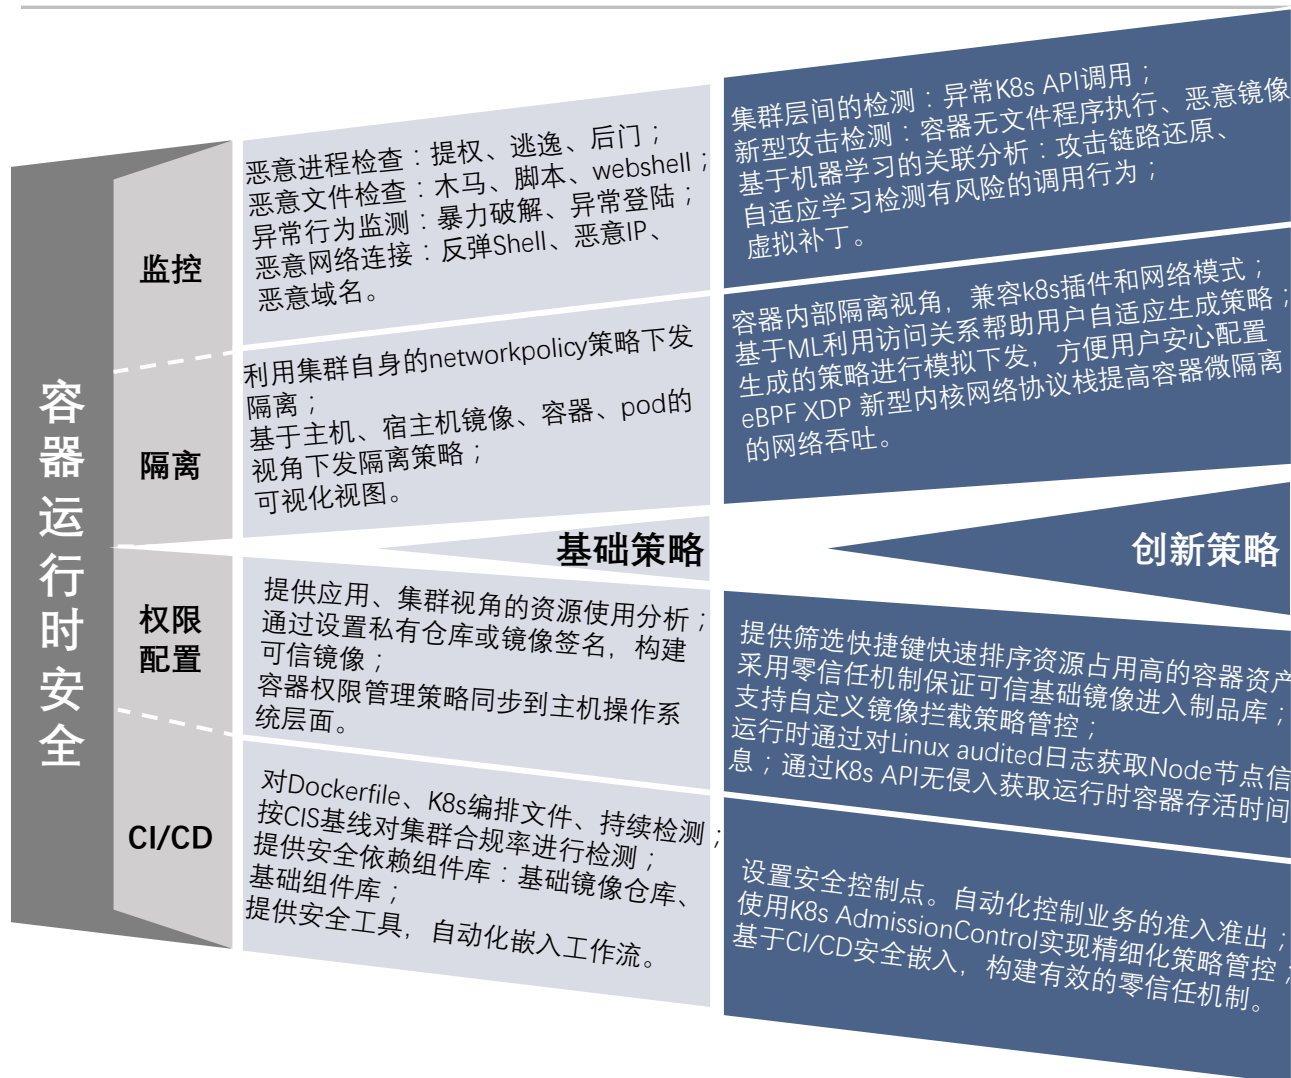 容器运行时安全
监控
恶意进程检查：提权、逃逸、后门；
恶意文件检查：木马、脚本、webshell；
异常行为监测：暴力破解、异常登陆；
恶意网络连接：反弹Shell、恶意IP、
恶意域名。
集群层间的检测：异常K8s API调用；
新型攻击检测：容器无文件程序执行、恶意镜像
基于机器学习的关联分析：攻击链路还原、
自适应学习检测有风险的调用行为；
虚拟补丁。
隔离
利用集群自身的networkpolicy策略下发
隔离；
基于主机、宿主机镜像、容器、pod的
视角下发隔离策略；
可视化视图。
容器内部隔离视角，兼容k8s插件和网络模式；
基于ML利用访问关系帮助用户自适应生成策略；
生成的策略进行模拟下发，方便用户安心配置
eBPF XDP 新型内核网络协议栈提高容器微隔离
的网络吞吐。
基础策略
创新策略
权限
配置
提供应用、集群视角的资源使用分析；
通过设置私有仓库或镜像签名，构建
可信镜像；
容器权限管理策略同步到主机操作系
统层面。
提供筛选快捷键快速排序资源占用高的容器资产
采用零信任机制保证可信基础镜像进入制品库；
支持自定义镜像拦截策略管控；
运行时通过对Linux audited日志获取Node节点信
息；通过K8s API无侵入获取运行时容器存活时间
CI/CD
对Dockerfile、K8s编排文件、持续检测；
按CIS基线对集群合规率进行检测；
提供安全依赖组件库：基础镜像仓库、
基础组件库；
提供安全工具，自动化嵌入工作流。
设置安全控制点。自动化控制业务的准入准出；
使用K8s AdmissionControl实现精细化策略管控；
基于CI/CD安全嵌入，构建有效的零信任机制。